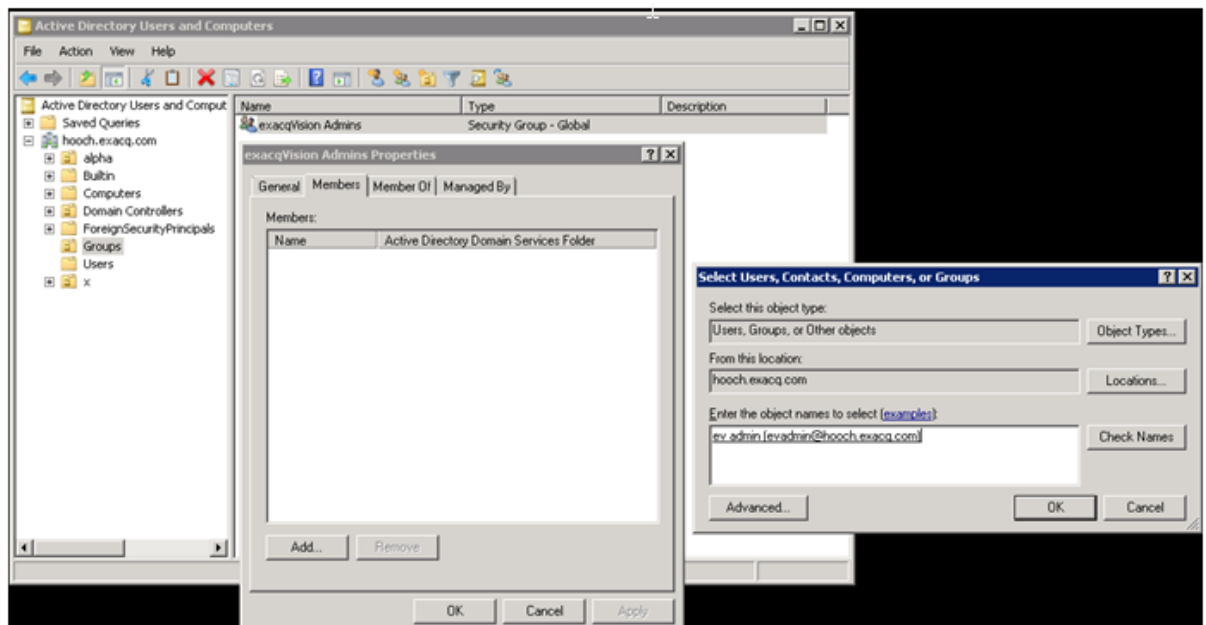 Active Directory Users and Computers
File Action View Help
Active Directory Users and Comput
Saved Queries
hooch.exacq.com
alpha
Builtin
Computers
Domain Controllers
ForeignSecurityPrincipals
Groups
Users
x
Name Type Description
exacqVision Admins Security Group - Global
exacqVision Admins Properties
General Members Member Of Managed By
Members:
Name Active Directory Domain Services Folder
Add... Remove
OK Cancel Apply
Select Users, Contacts, Computers, or Groups
Select this object type:
Users, Groups, or Other objects Object Types...
From this location:
hooch.exacq.com Locations...
Enter the object names to select (examples):
ev admin (evadmin@hooch.exacq.com) Check Names
Advanced... OK Cancel